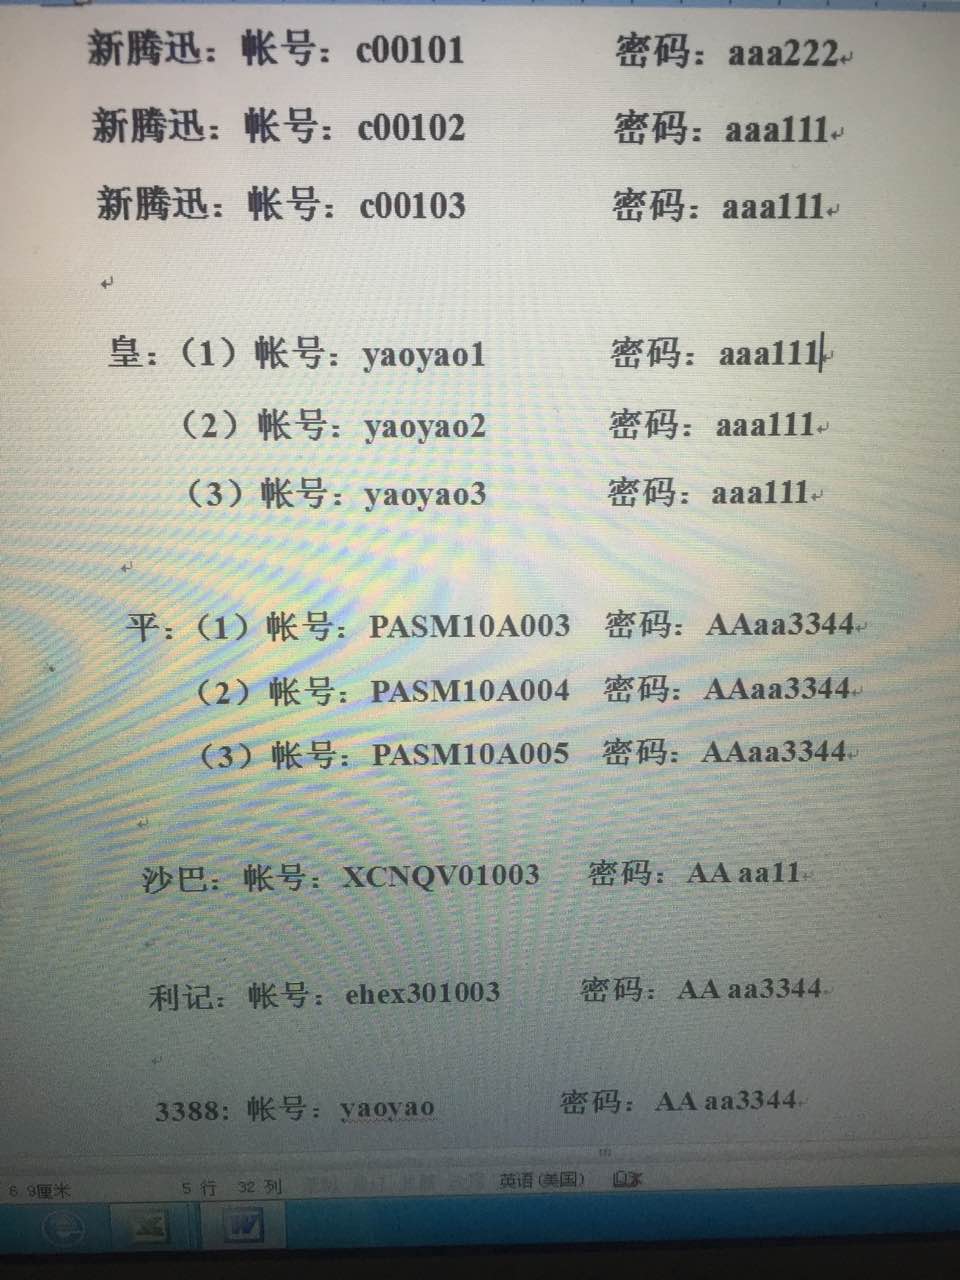 新腾迅：帐号：c00101 密码：aaa222
新腾迅：帐号：c00102 密码：aaa111
新腾迅：帐号：c00103 密码：aaa111
皇：（1）帐号：yaoyao1 密码：aaa111
（2）帐号：yaoyao2 密码：aaa111
（3）帐号：yaoyao3 密码：aaa111
平：（1）帐号：PASM10A003 密码：AAaa3344
（2）帐号：PASM10A004 密码：AAaa3344
（3）帐号：PASM10A005 密码：AAaa3344
沙巴：帐号：XCNQV01003 密码：AA aa11
利记：帐号：ehex301003 密码：AA aa3344
3388：帐号：yaoyao 密码：AA aa3344
6.9厘米 5 行 32 列 英语(美国)